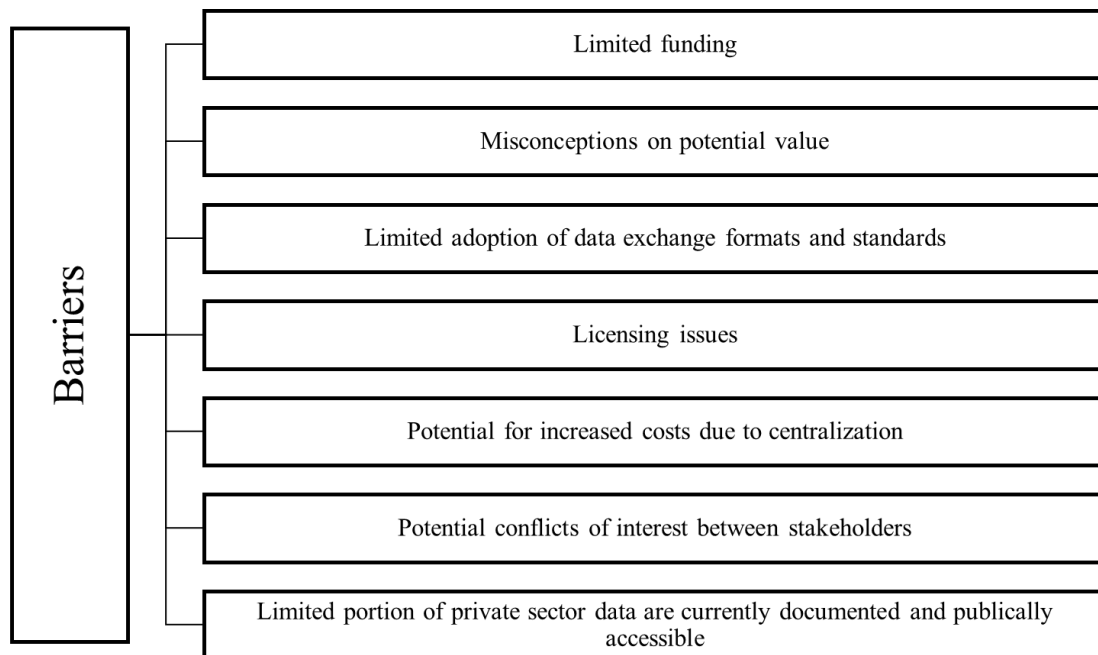 Barriers
Limited funding
Misconceptions on potential value
Limited adoption of data exchange formats and standards
Licensing issues
Potential for increased costs due to centralization
Potential conflicts of interest between stakeholders
Limited portion of private sector data are currently documented and publically
accessible